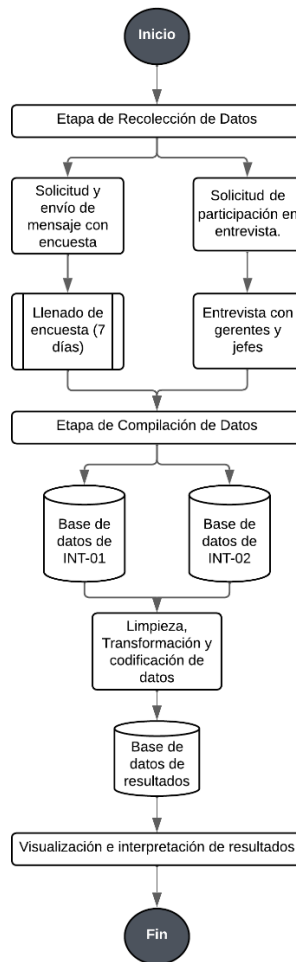 Inicio
Etapa de Recolección de Datos
Solicitud y
envío de
mensaje con
encuesta
Solicitud de
participación en
entrevista.
Llenado de
encuesta (7
días)
Entrevista con
gerentes y
jefes
Etapa de Compilación de Datos
Base de
datos de
INT-01
Base de
datos de
INT-02
Limpieza,
Transformación y
codificación de
datos
Base de
datos de
resultados
Visualización e interpretación de resultados
Fin